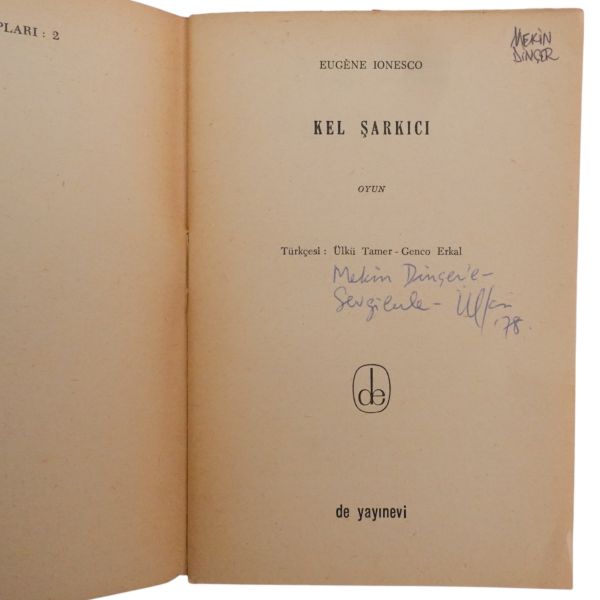 PLARI : 2
MEKİN
DİNÇER
EUGÈNE IONESCO
KEL ŞARKICI
OYUN
Türkçesi : Ülkü Tamer - Genco Erkal
Mekin Dinçer'e-
Sevgilerle- Ülkü
'78.
de
de yayınevi